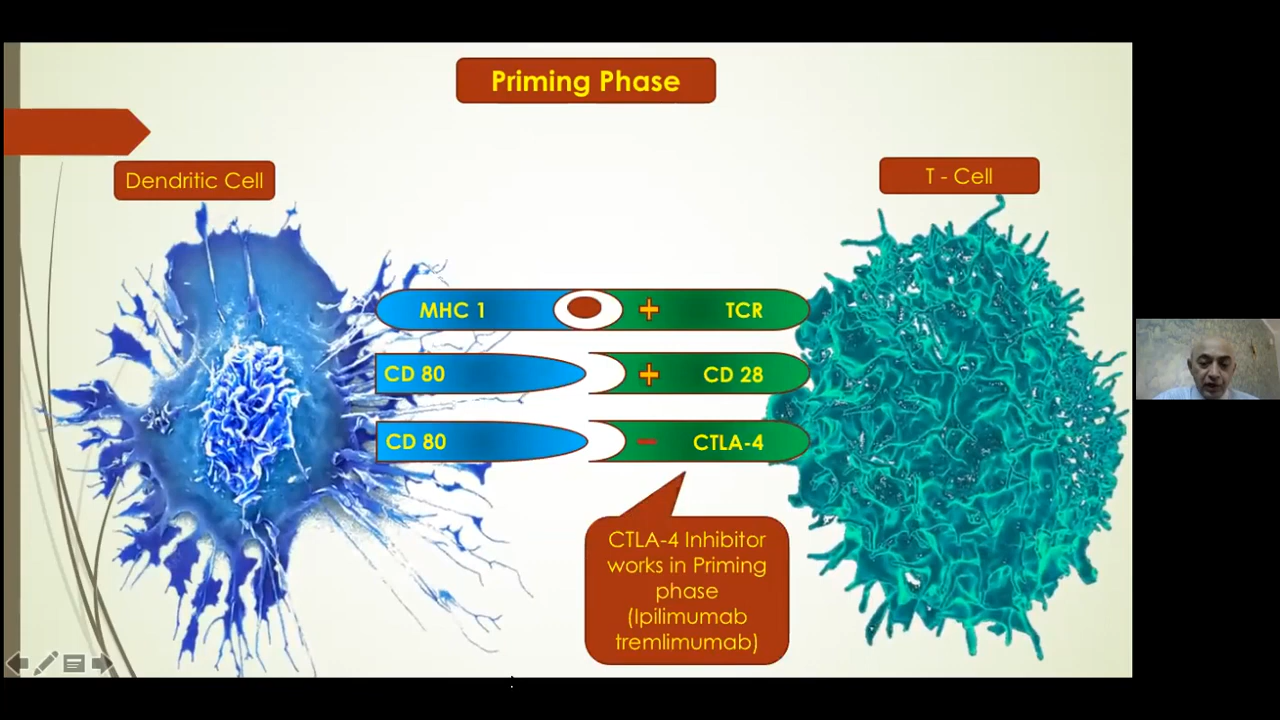 Priming Phase
Dendritic Cell
T - Cell
MHC 1
+
TCR
CD 80
+
CD 28
CD 80
-
CTLA-4
CTLA-4 Inhibitor
works in Priming
phase
(Ipilimumab
tremlimumab)